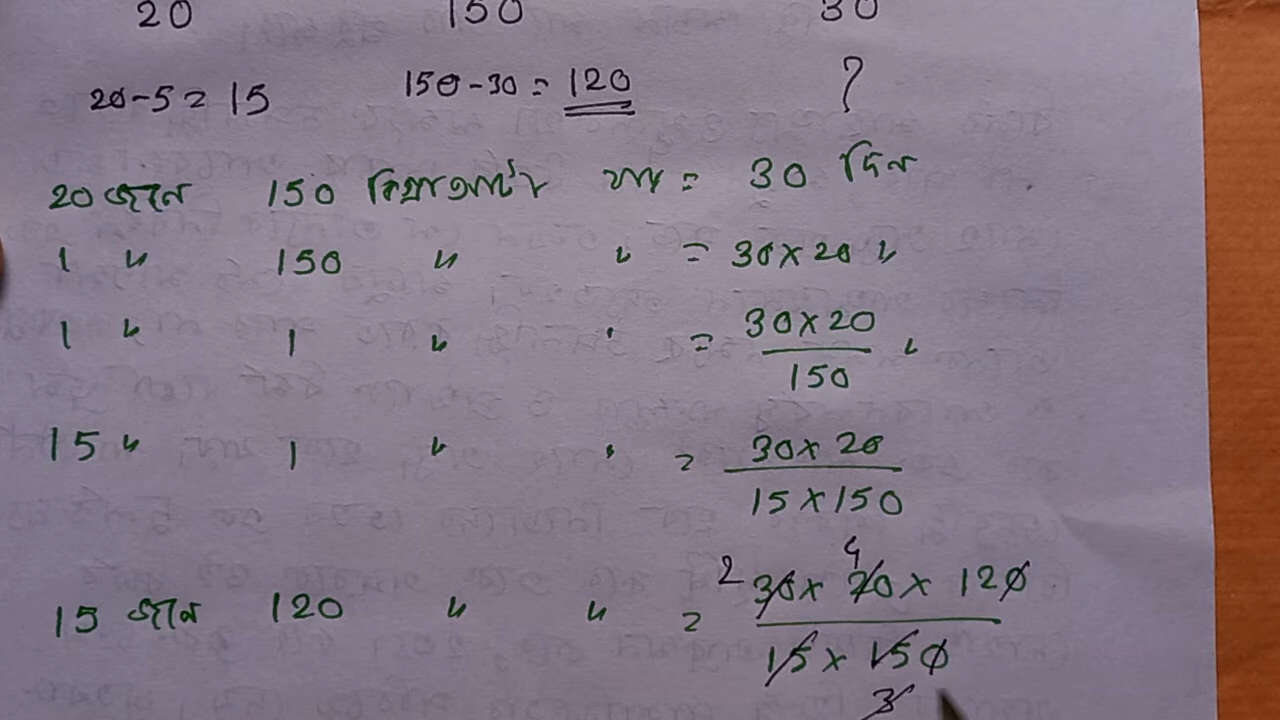 20 150 30
20-5 = 15 150-30 = 120 ?
20 জনে 150 কিলোওয়াট খায় = 30 দিন
1 " 150 " " = 30×20 "
1 " 1 " " = 30×20 / 150 "
15 " 1 " " = 30×20 / 15×150
15 জনে 120 " " = 30×20×120 / 15×150
2 4
3